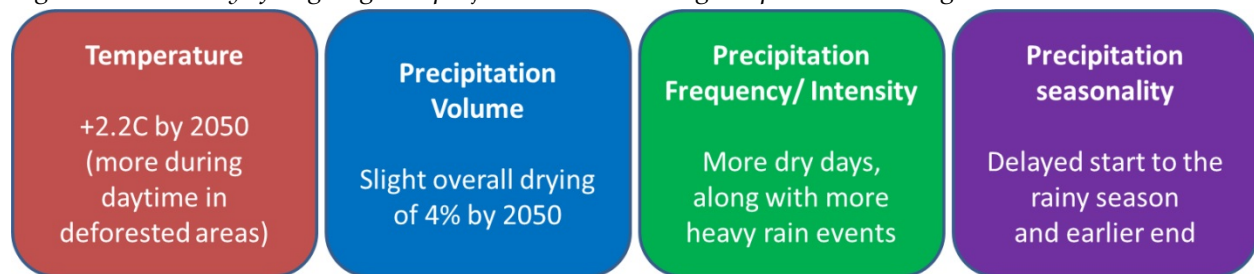 Temperature
+2.2C by 2050
(more during
daytime in
deforested areas)
Precipitation
Volume
Slight overall drying
of 4% by 2050
Precipitation
Frequency/ Intensity
More dry days,
along with more
heavy rain events
Precipitation
seasonality
Delayed start to the
rainy season
and earlier end